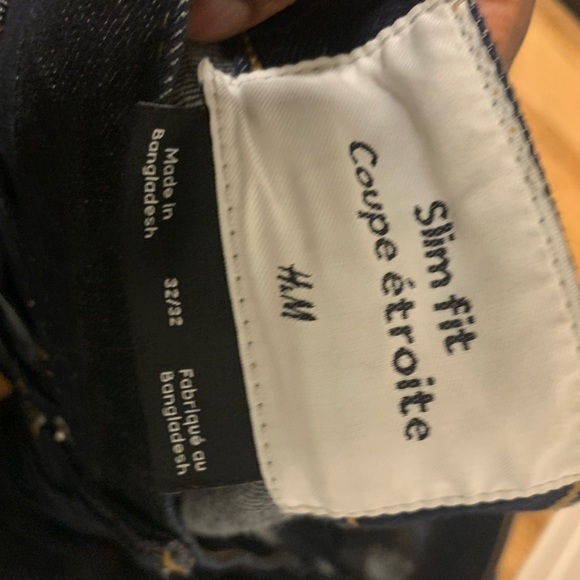 Slim fit
Coupe étroite
H&M
Made in
Bangladesh
32/32
Fabriqué au
Bangladesh